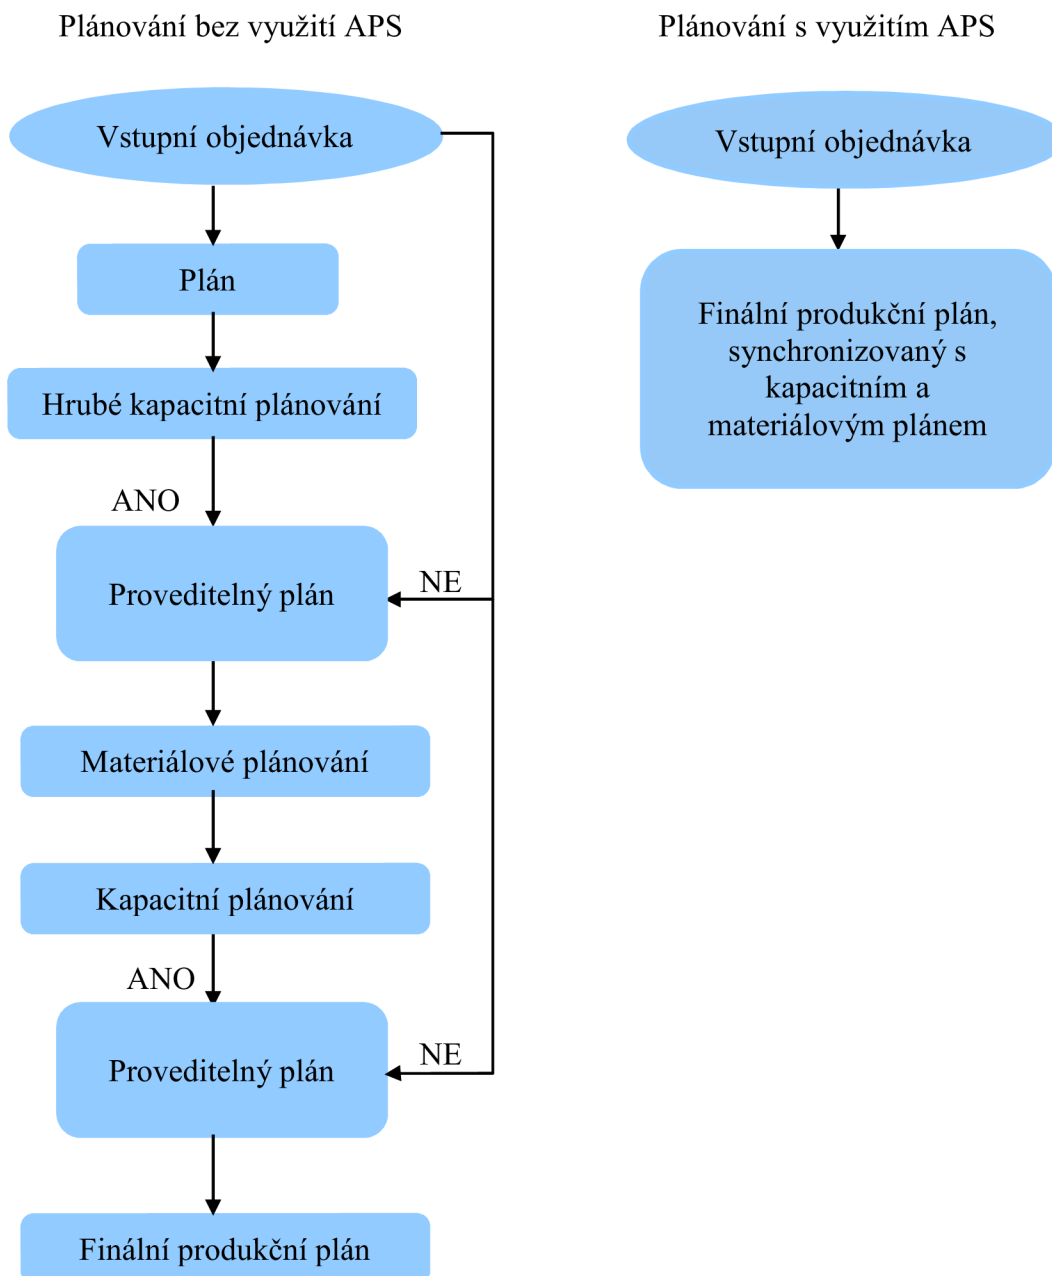 Plánování bez využití APS
Vstupní objednávka
Plán
Hrubé kapacitní plánování
ANO
Proveditelný plán
NE
Materiálové plánování
Kapacitní plánování
ANO
Proveditelný plán
NE
Finální produkční plán
Plánování s využitím APS
Vstupní objednávka
Finální produkční plán,
synchronizovaný s
kapacitním a
materiálovým plánem